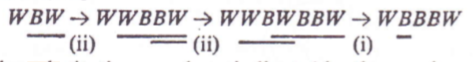 WBW → WWBBW → WWBWBBW → WBBBW
(ii) (ii) (i)